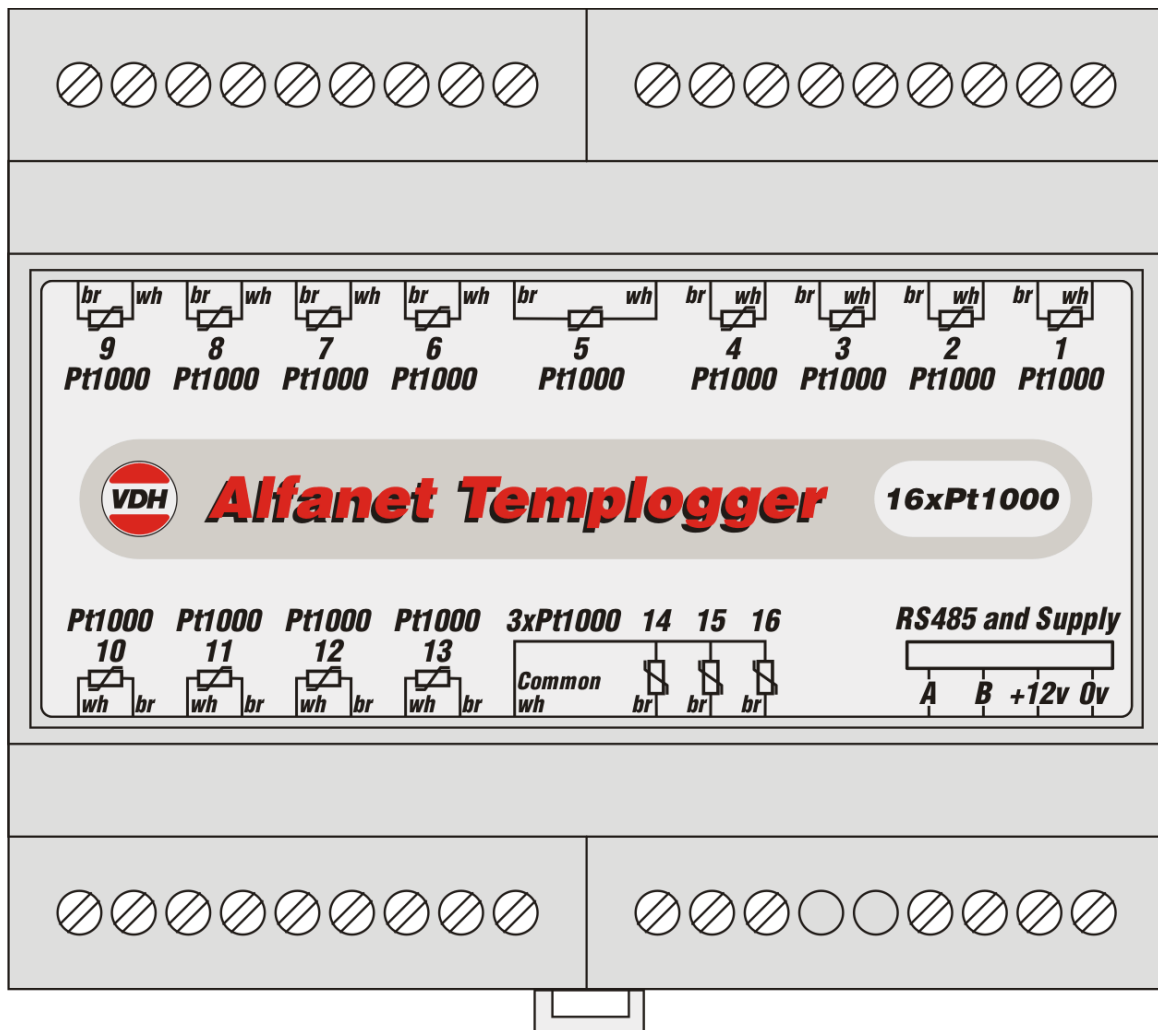 br wh br wh br wh br wh br wh br wh br wh br wh br wh
9 8 7 6 5 4 3 2 1
Pt1000 Pt1000 Pt1000 Pt1000 Pt1000 Pt1000 Pt1000 Pt1000 Pt1000
VDH Alfanet Templogger 16xPt1000
Pt1000 Pt1000 Pt1000 Pt1000 3xPt1000 14 15 16 RS485 and Supply
10 11 12 13
Common
A B +12v 0v
wh br wh br wh br wh br wh br br br